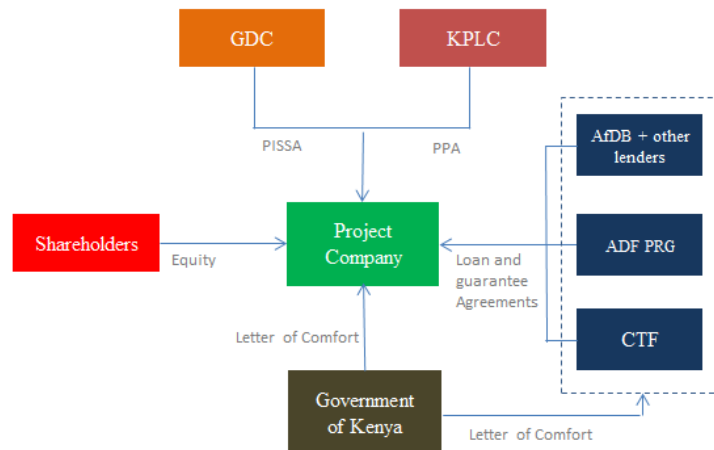 GDC
KPLC
PISSA
PPA
AfDB + other
lenders
Shareholders
Equity
Project
Company
Loan and
guarantee
Agreements
ADF PRG
Letter of Comfort
CTF
Government
of Kenya
Letter of Comfort